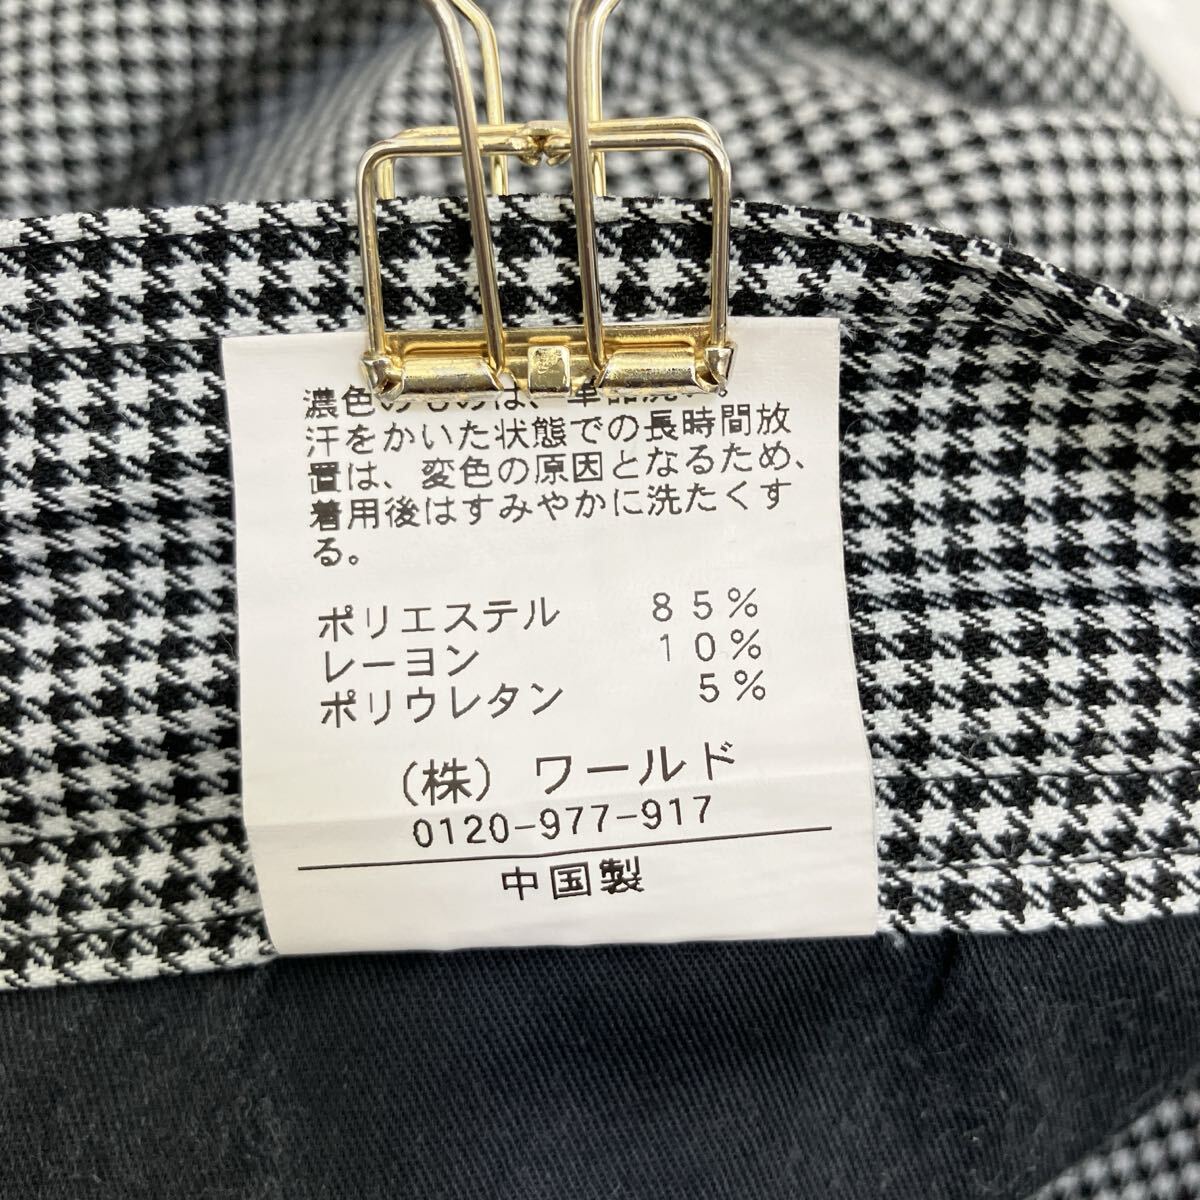 濃色のものは、単品洗い。
汗をかいた状態での長時間放
置は、変色の原因となるため、
着用後はすみやかに洗たくす
る。
ポリエステル　　８５％
レーヨン　　　　１０％
ポリウレタン　　　５％
（株）ワールド
0120-977-917
中国製